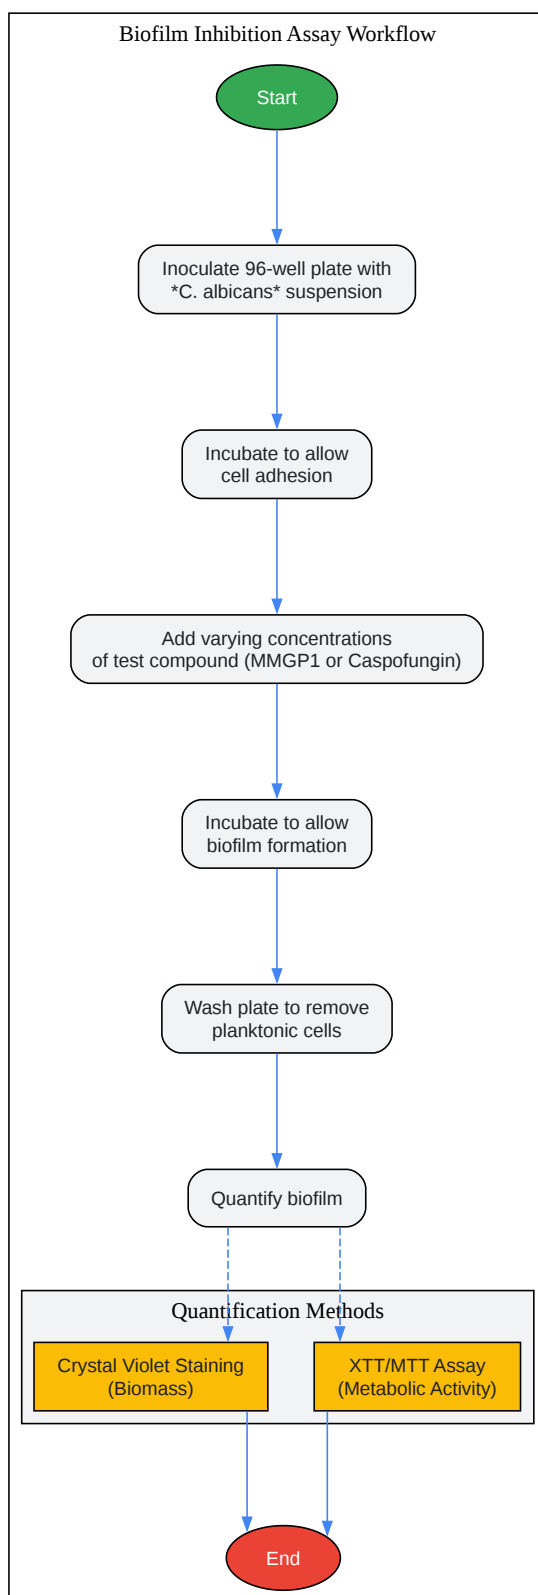 Biofilm Inhibition Assay Workflow
Start
Inoculate 96-well plate with
*C. albicans* suspension
Incubate to allow
cell adhesion
Add varying concentrations
of test compound (MMGP1 or Caspofungin)
Incubate to allow
biofilm formation
Wash plate to remove
planktonic cells
Quantify biofilm
Quantification Methods
Crystal Violet Staining
(Biomass)
XTT/MTT Assay
(Metabolic Activity)
End